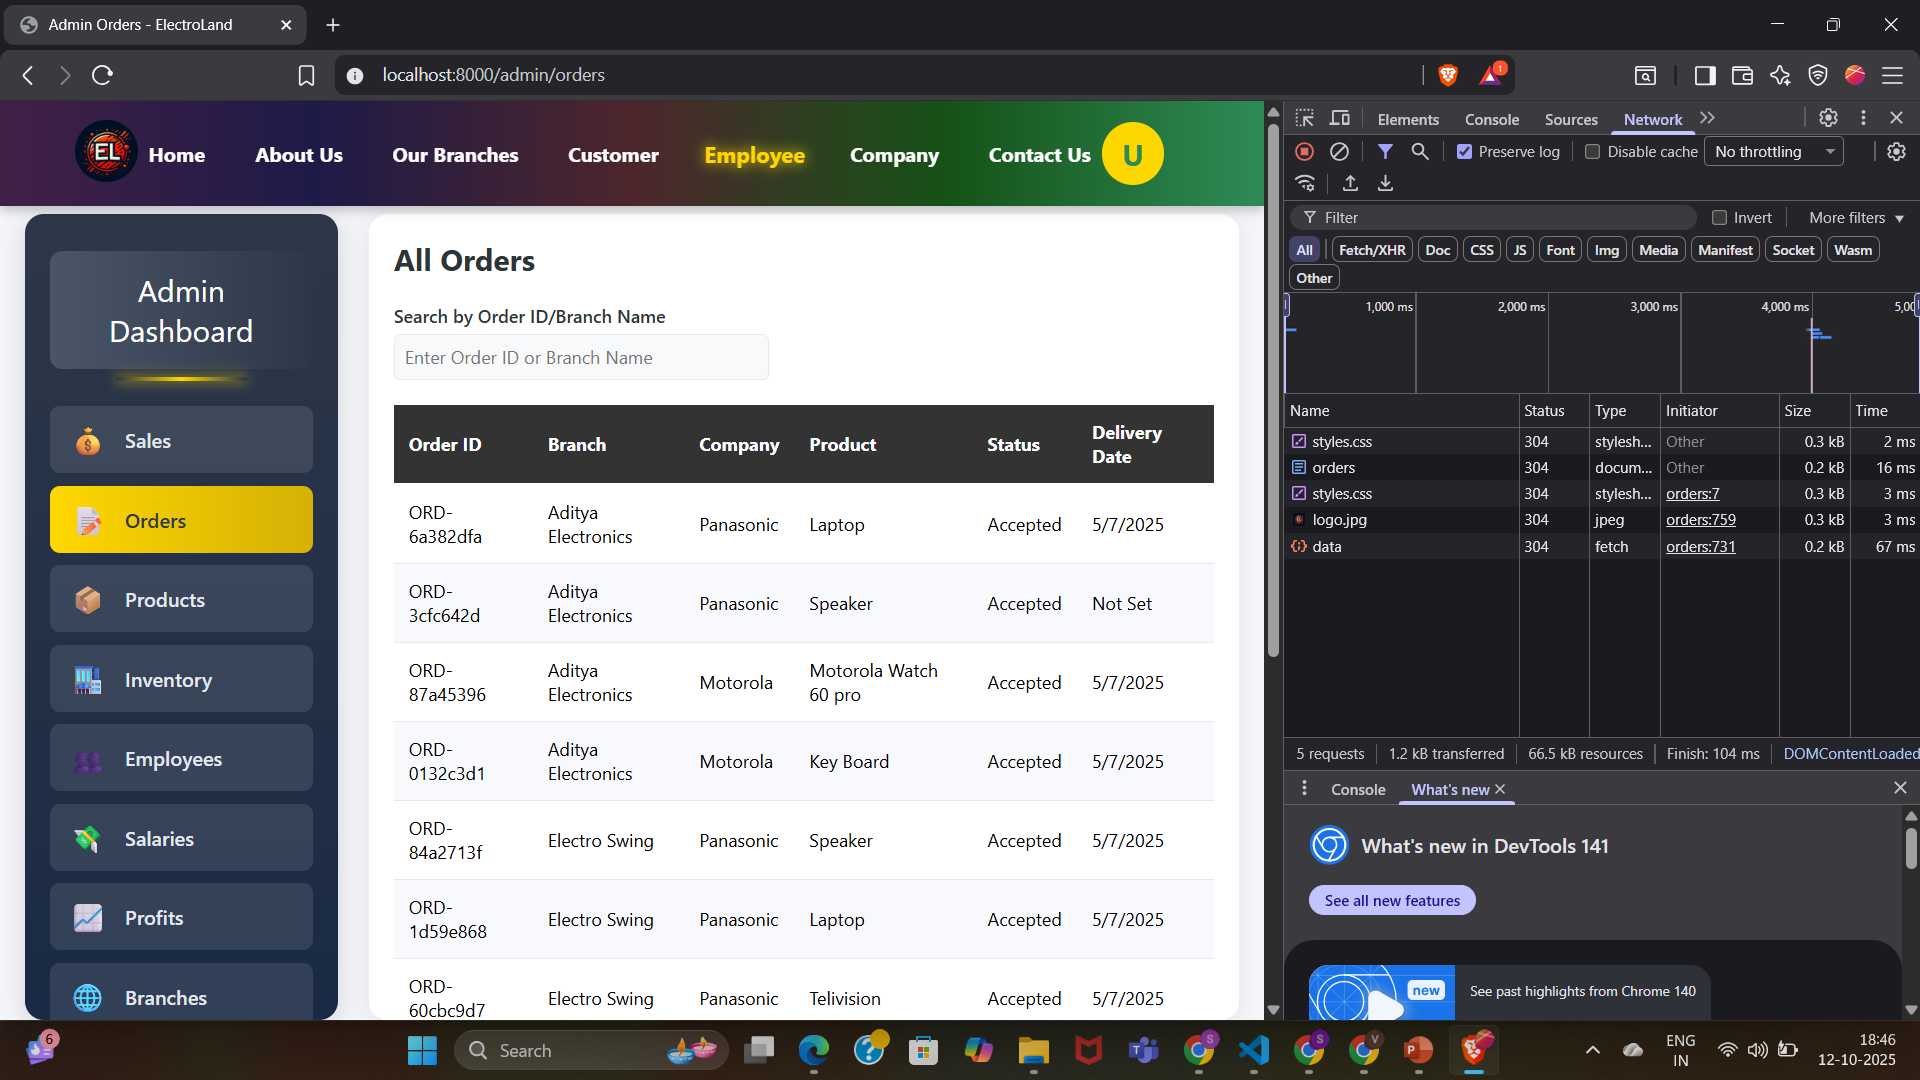 Admin Orders - ElectroLand
localhost:8000/admin/orders
1
EL
Home
About Us
Our Branches
Customer
Employee
Company
Contact Us
U
Admin
Dashboard
Sales
Orders
Products
Inventory
Employees
Salaries
Profits
Branches
All Orders
Search by Order ID/Branch Name
Enter Order ID or Branch Name
Order ID Branch Company Product Status Delivery
Date
ORD-
6a382dfa
Aditya
Electronics
Panasonic Laptop Accepted 5/7/2025
ORD-
3cfc642d
Aditya
Electronics
Panasonic Speaker Accepted Not Set
ORD-
87a45396
Aditya
Electronics
Motorola
Motorola Watch
60 pro
Accepted 5/7/2025
ORD-
0132c3d1
Aditya
Electronics
Motorola Key Board Accepted 5/7/2025
ORD-
84a2713f
Electro Swing Panasonic Speaker Accepted 5/7/2025
ORD-
1d59e868
Electro Swing Panasonic Laptop Accepted 5/7/2025
ORD-
60cbc9d7
Electro Swing Panasonic Telivision Accepted 5/7/2025
Elements Console Sources Network
Preserve log Disable cache No throttling
Filter Invert More filters
All Fetch/XHR Doc CSS JS Font Img Media Manifest Socket Wasm
Other
1,000 ms 2,000 ms 3,000 ms 4,000 ms 5,00
Name Status Type Initiator Size Time
styles.css 304 stylesh... Other 0.3 kB 2 ms
orders 304 docum... Other 0.2 kB 16 ms
styles.css 304 stylesh... orders:7 0.3 kB 3 ms
logo.jpg 304 jpeg orders:759 0.3 kB 3 ms
data 304 fetch orders:731 0.2 kB 67 ms
5 requests 1.2 kB transferred 66.5 kB resources Finish: 104 ms DOMContentLoaded
Console What's new
What's new in DevTools 141
See all new features
new
See past highlights from Chrome 140
6
Search
S
S
V
ENG
IN
18:46
12-10-2025